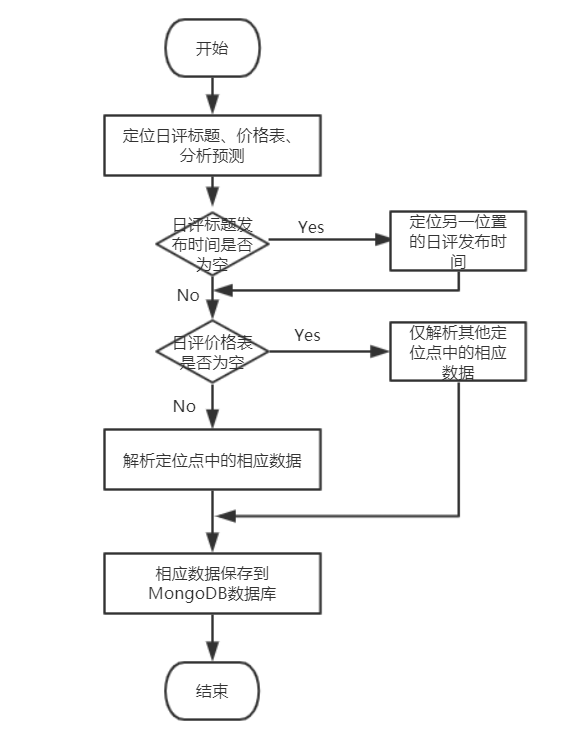 开始
定位日评标题、价格表、
分析预测
日评标题发
布时间是否
为空
Yes
定位另一位置
的日评发布时
间
No
日评价格表
是否为空
Yes
仅解析其他定
位点中的相应
数据
No
解析定位点中的相应数据
相应数据保存到
MongoDB数据库
结束